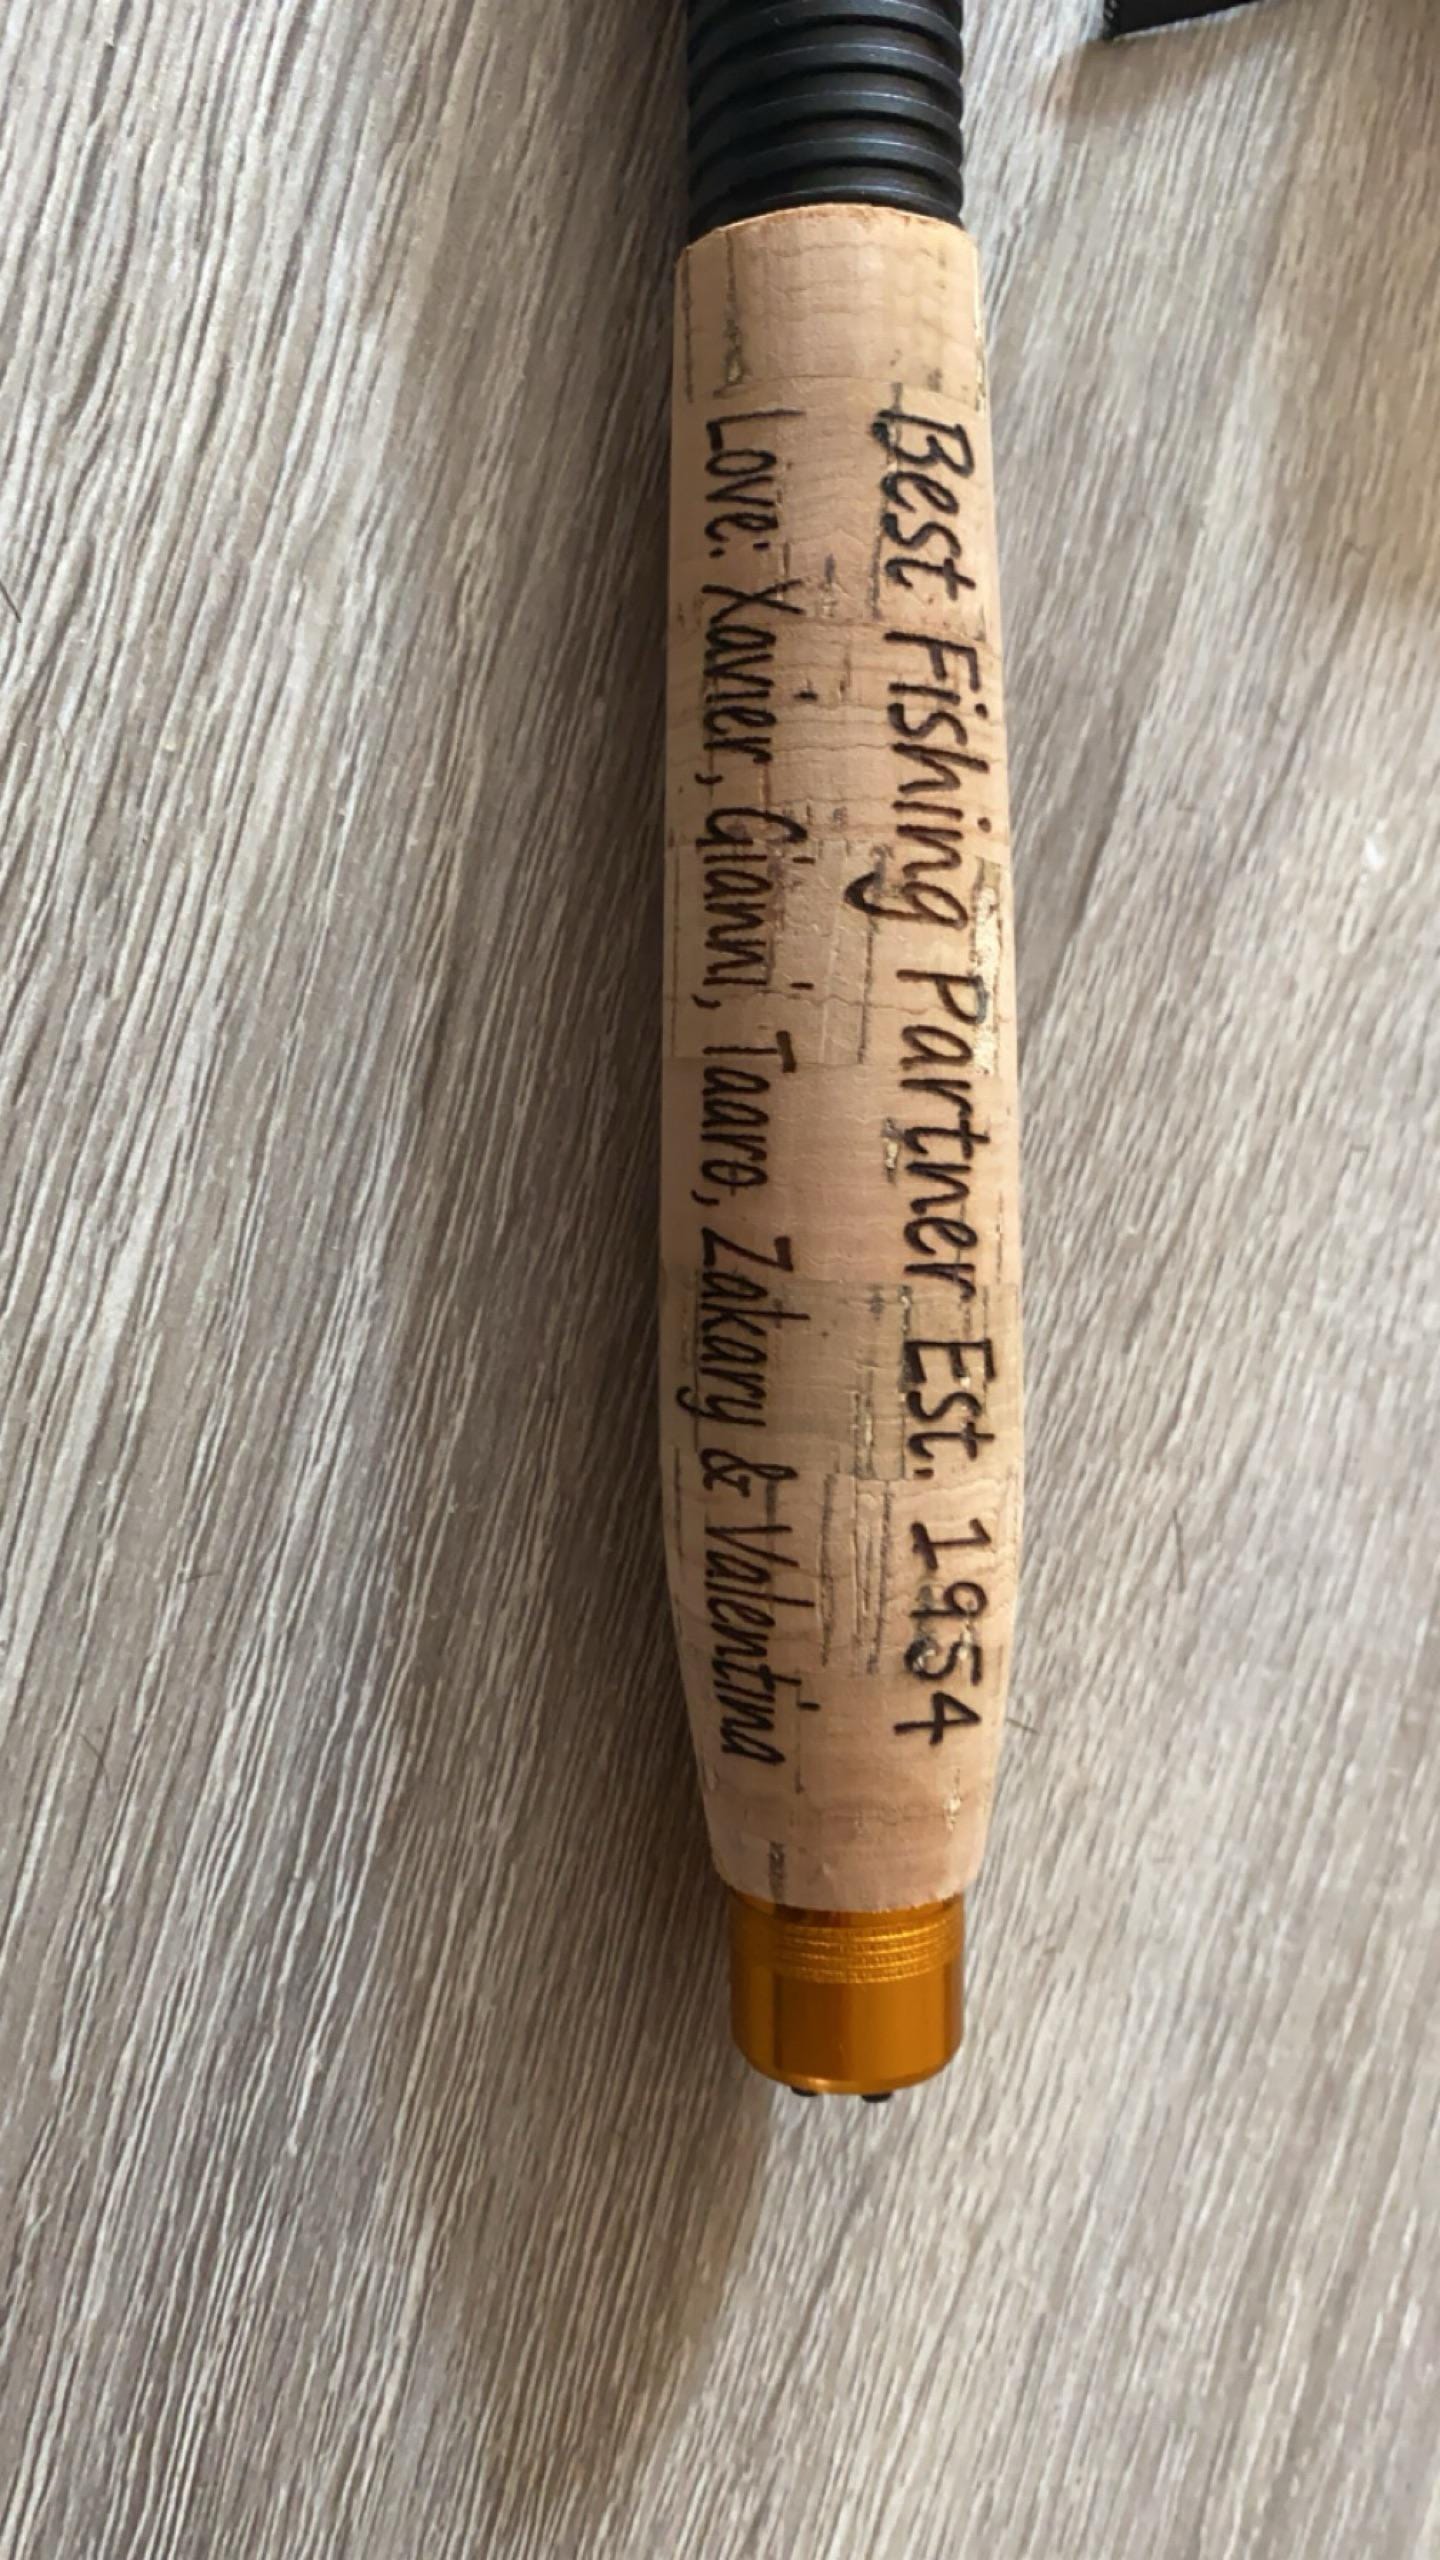 Best Fishing Partner Est. 1954
Love: Xavier, Gianni, Taaro, Zakary & Valentina